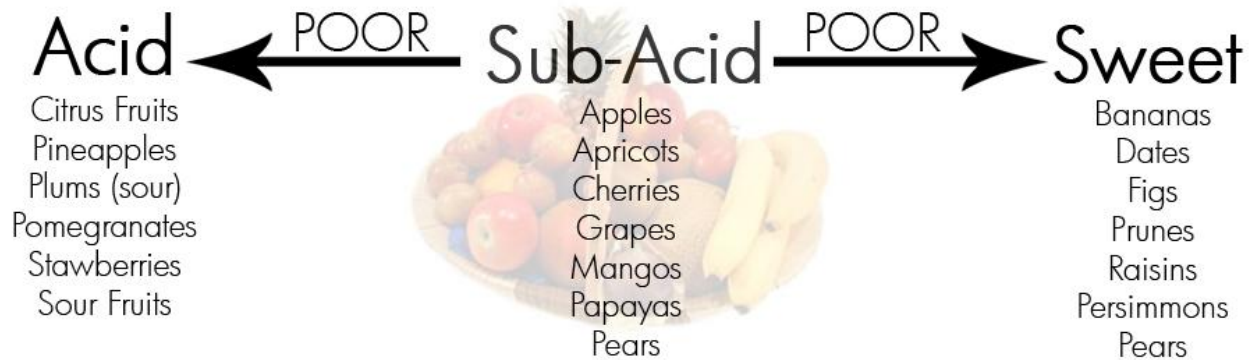 Acid
POOR
Sub-Acid
POOR
Sweet
Citrus Fruits
Pineapples
Plums (sour)
Pomegranates
Stawberries
Sour Fruits
Apples
Apricots
Cherries
Grapes
Mangos
Papayas
Pears
Bananas
Dates
Figs
Prunes
Raisins
Persimmons
Pears